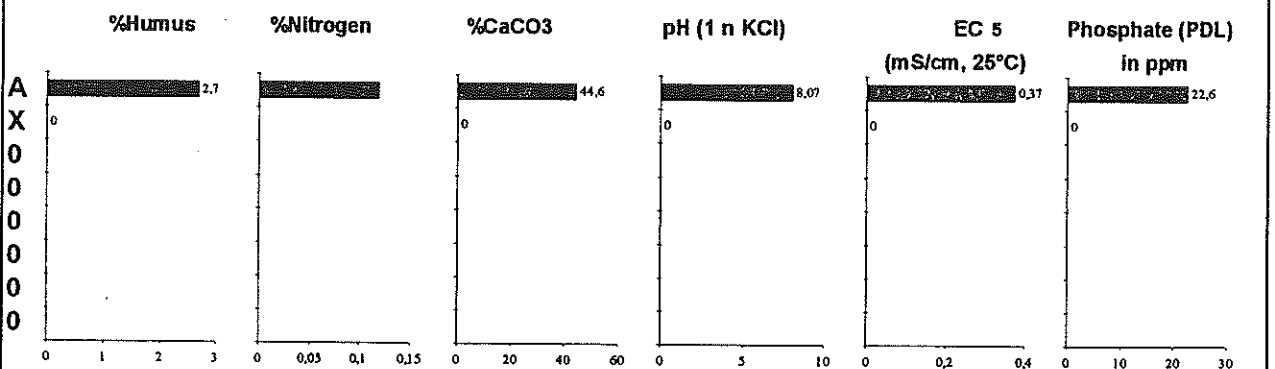 %Humus %Nitrogen %CaCO3 pH (1 n KCl) EC 5 Phosphate (PDL)
(mS/cm, 25°C) in ppm
A 2,7 44,6 8,07 0,37 22,6
X 0 0 0 0 0
0
0
0
0
0
0
0 1 2 3 0 0,05 0,1 0,15 0 20 40 60 0 5 10 0 0,2 0,4 0 10 20 30